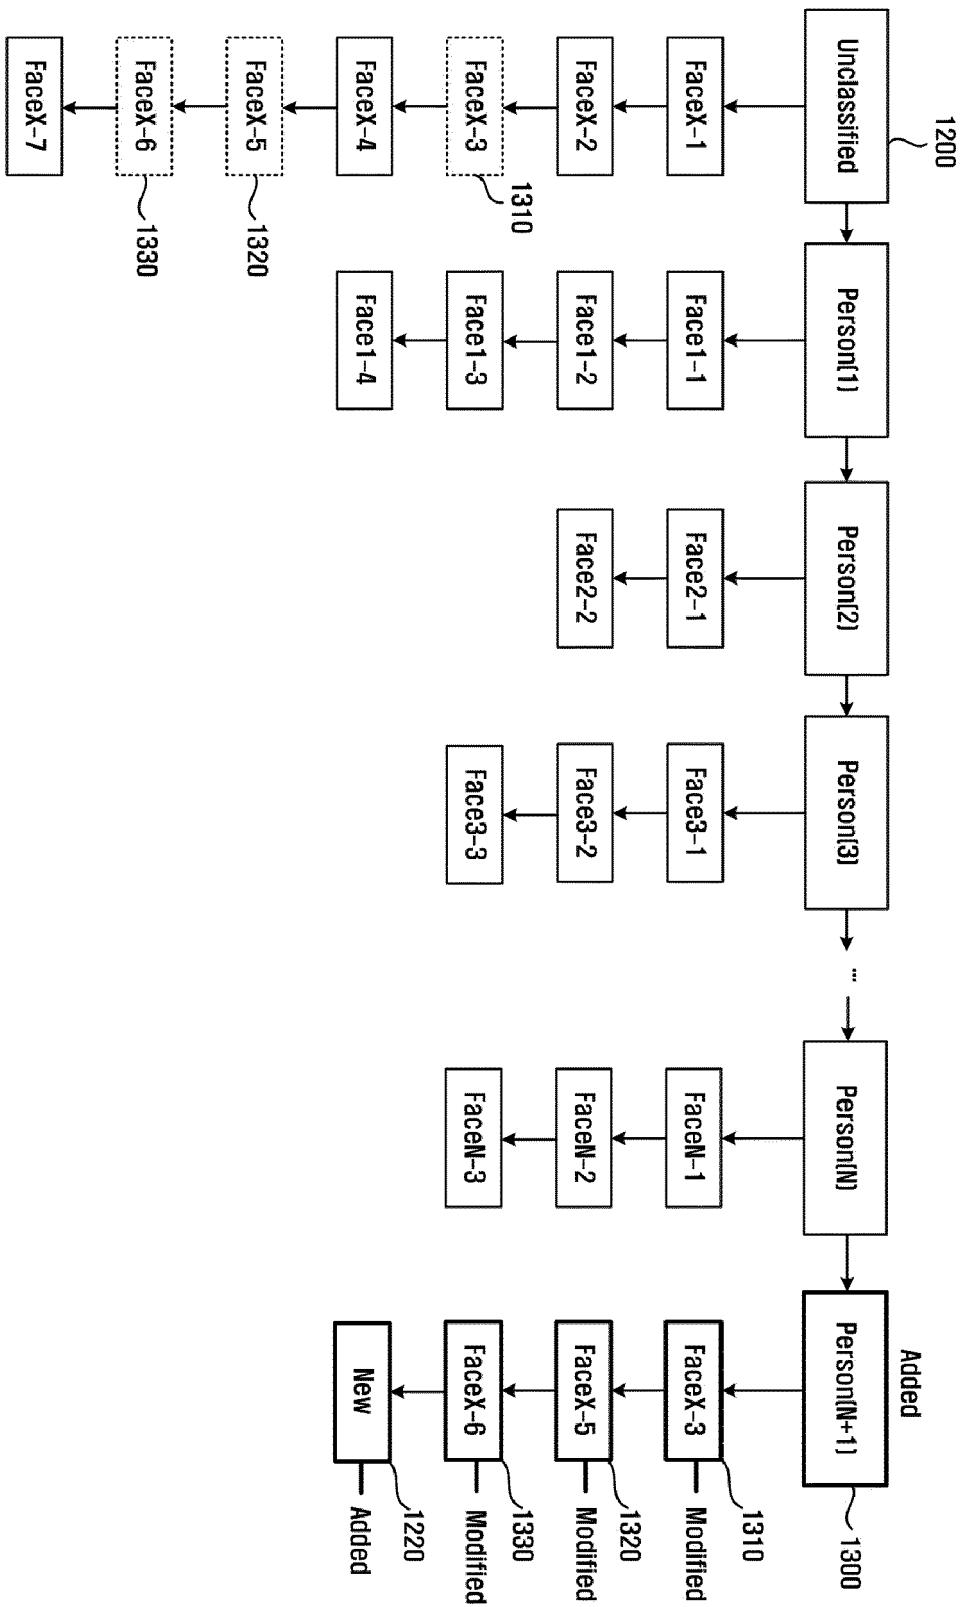 Added
1200
1300
Unclassified
Person(1)
Person(2)
Person(3)
...
Person(N)
Person(N+1)
FaceX-1
Face1-1
Face2-1
Face3-1
FaceN-1
FaceX-3
1310
Modified
FaceX-2
Face1-2
Face2-2
Face3-2
FaceN-2
FaceX-5
1320
Modified
FaceX-3
1310
Face1-3
Face3-3
FaceN-3
FaceX-6
1330
Modified
FaceX-4
Face1-4
New
1220
Added
FaceX-5
1320
FaceX-6
1330
FaceX-7